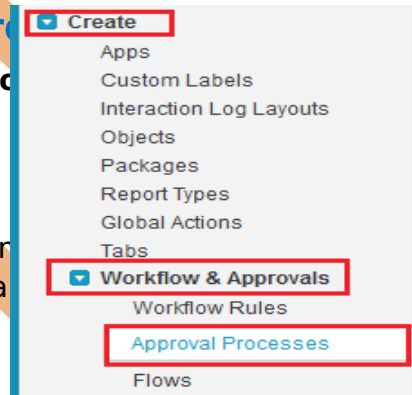 Create
Apps
Custom Labels
Interaction Log Layouts
Objects
Packages
Report Types
Global Actions
Tabs
Workflow & Approvals
Workflow Rules
Approval Processes
Flows